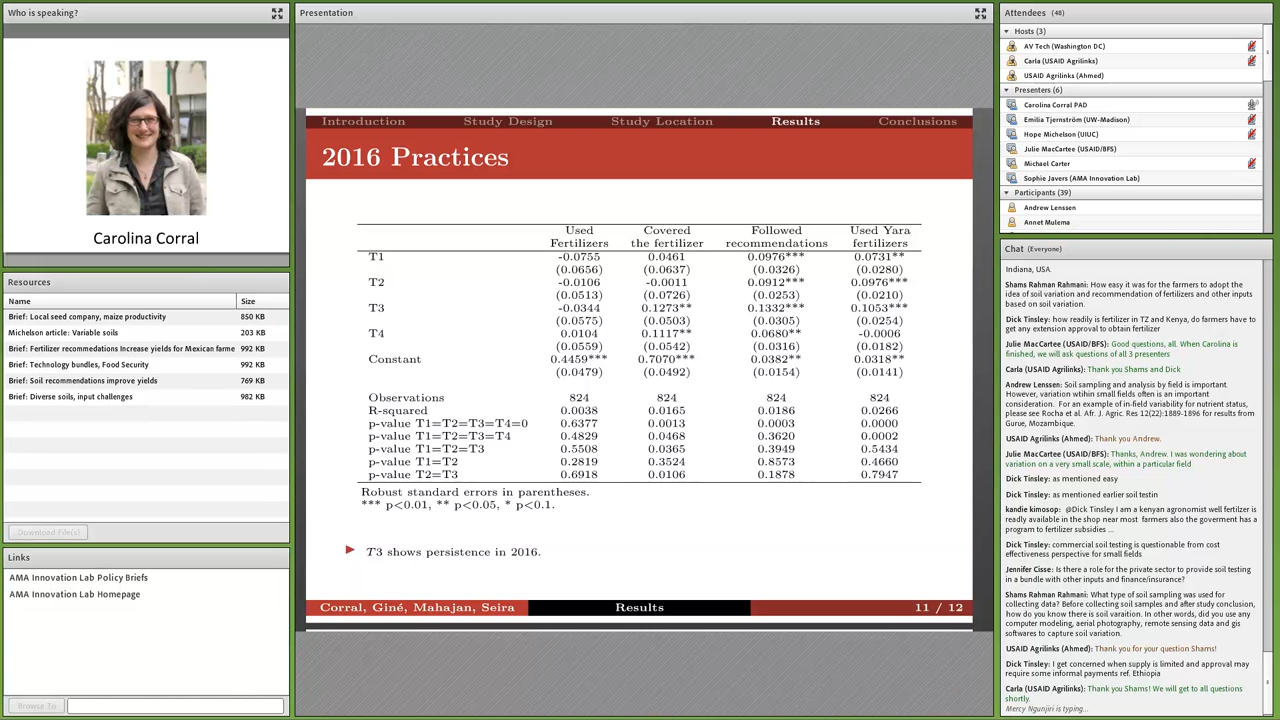 Who is speaking?
Carolina Corral
Resources
Name Size
Brief: Local seed company, maize productivity 850 KB
Michelson article: Variable soils 203 KB
Brief: Fertilizer recommedations Increase yields for Mexican farme 992 KB
Brief: Technology bundles, Food Security 992 KB
Brief: Soil recommendations improve yields 769 KB
Brief: Diverse soils, input challenges 982 KB
Download File(s)
Links
AMA Innovation Lab Policy Briefs
AMA Innovation Lab Homepage
Browse To
Presentation
Introduction Study Design Study Location Results Conclusions
2016 Practices
Used Covered Followed Used Yara
Fertilizers the fertilizer recommendations fertilizers
T1 -0.0755 0.0461 0.0976*** 0.0731**
(0.0656) (0.0637) (0.0326) (0.0280)
T2 -0.0106 -0.0011 0.0912*** 0.0976***
(0.0513) (0.0726) (0.0253) (0.0210)
T3 -0.0344 0.1273** 0.1332*** 0.1053***
(0.0575) (0.0503) (0.0305) (0.0254)
T4 0.0104 0.1117** 0.0680** -0.0006
(0.0559) (0.0542) (0.0316) (0.0182)
Constant 0.4459*** 0.7070*** 0.0382** 0.0318**
(0.0479) (0.0492) (0.0154) (0.0141)
Observations 824 824 824 824
R-squared 0.0038 0.0165 0.0186 0.0266
p-value T1=T2=T3=T4=0 0.6377 0.0013 0.0003 0.0000
p-value T1=T2=T3=T4 0.4829 0.0468 0.3620 0.0002
p-value T1=T2=T3 0.5508 0.0365 0.3949 0.5434
p-value T1=T2 0.2819 0.3524 0.8573 0.4660
p-value T2=T3 0.6918 0.0106 0.1878 0.7947
Robust standard errors in parentheses.
*** p<0.01, ** p<0.05, * p<0.1.
T3 shows persistence in 2016.
Corral, Giné, Mahajan, Seira Results 11 / 12
Attendees (48)
Hosts (3)
AV Tech (Washington DC)
Carla (USAID Agrilinks)
USAID Agrilinks (Ahmed)
Presenters (6)
Carolina Corral PAD
Emilia Tjernström (UW-Madison)
Hope Michelson (UIUC)
Julie MacCartee (USAID/BFS)
Michael Carter
Sophie Javers (AMA Innovation Lab)
Participants (39)
Andrew Lenssen
Annet Mulema
Chat (Everyone)
Indiana, USA.
Shams Rahman Rahmani: How easy it was for the farmers to adopt the
idea of soil variation and recommendation of fertilizers and other inputs
based on soil variation.
Dick Tinsley: how readily is fertilizer in TZ and Kenya, do farmers have to
get any extension approval to obtain fertilizer
Julie MacCartee (USAID/BFS): Good questions, all. When Carolina is
finished, we will ask questions of all 3 presenters
Carla (USAID Agrilinks): Thank you Shams and Dick
Andrew Lenssen: Soil sampling and analysis by field is important.
However, variation wtihin small fields often is an important
consideration. For an example of in-field variability for nutrient status,
please see Rocha et al. Afr. J. Agric. Res 12(22):1889-1896 for results from
Gurue, Mozambique.
USAID Agrilinks (Ahmed): Thank you Andrew.
Julie MacCartee (USAID/BFS): Thanks, Andrew. I was wondering about
variation on a very small scale, within a particular field
Dick Tinsley: as mentioned easy
Dick Tinsley: as mentioned earlier soil testin
kandie kimosop: @Dick Tinsley I am a kenyan agronomist well fertilizer is
readly available in the shop near most farmers also the goverment has a
program to fertilizer subsidies ...
Dick Tinsley: commercial soil testing is questionable from cost
effectiveness perspective for small fields
Jennifer Cisse: Is there a role for the private sector to provide soil testing
in a bundle with other inputs and finance/insurance?
Shams Rahman Rahmani: What type of soil sampling was used for
collecting data? Before collecting soil samples and after study conclusion,
how do you know there is soil varaition. In other words, did you use any
computer modeling, aerial photography, remote sensing data and gis
softwares to capture soil variation.
USAID Agrilinks (Ahmed): Thank you for your question Shams!
Dick Tinsley: I get concerned when supply is limited and approval may
require some informal payments ref. Ethiopia
Carla (USAID Agrilinks): Thank you Shams! We will get to all questions
shortly.
Mercy Ngunjiri is typing...